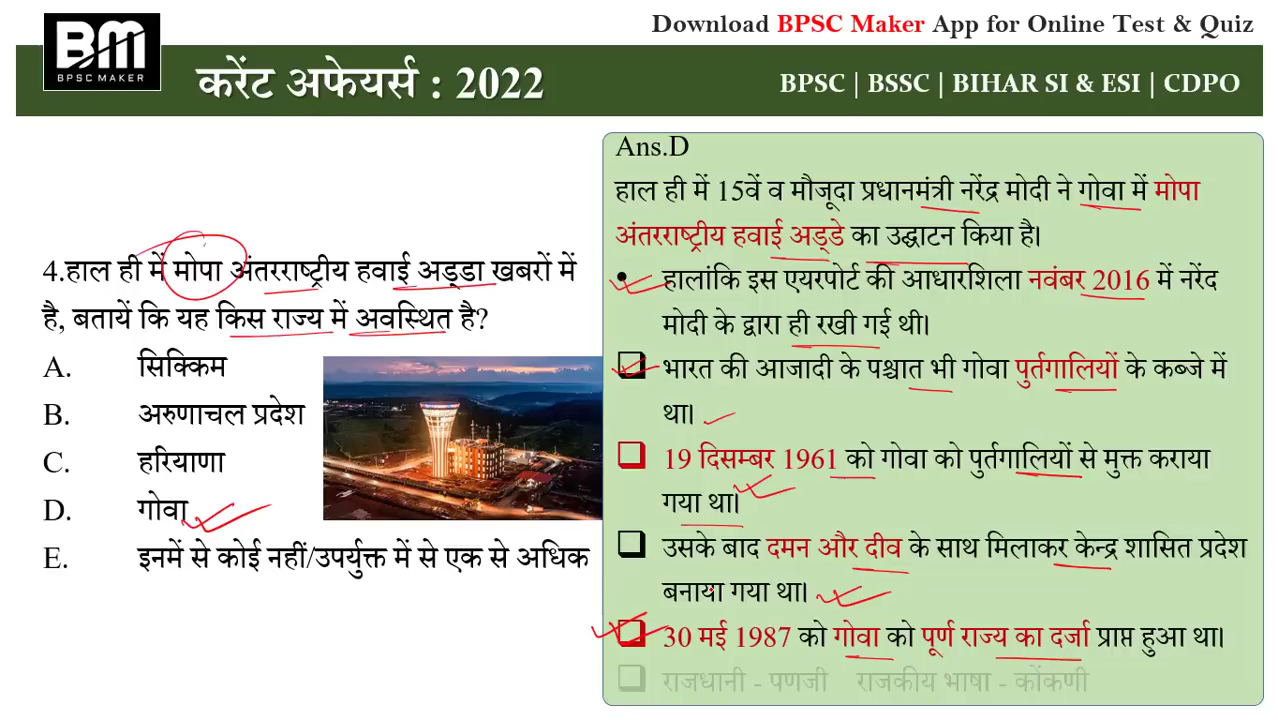 Download BPSC Maker App for Online Test & Quiz
BM
BPSC MAKER
करेंट अफेयर्स : 2022
BPSC | BSSC | BIHAR SI & ESI | CDPO
4.हाल ही में मोपा अंतरराष्ट्रीय हवाई अड्डा खबरों में
है, बतायें कि यह किस राज्य में अवस्थित है?
A. सिक्किम
B. अरुणाचल प्रदेश
C. हरियाणा
D. गोवा
E. इनमें से कोई नहीं/उपर्युक्त में से एक से अधिक
Ans.D
हाल ही में 15वें व मौजूदा प्रधानमंत्री नरेंद्र मोदी ने गोवा में मोपा
अंतरराष्ट्रीय हवाई अड्डे का उद्घाटन किया है।
• हालांकि इस एयरपोर्ट की आधारशिला नवंबर 2016 में नरेंद
मोदी के द्वारा ही रखी गई थी।
भारत की आजादी के पश्चात भी गोवा पुर्तगालियों के कब्जे में
था।
19 दिसम्बर 1961 को गोवा को पुर्तगालियों से मुक्त कराया
गया था।
उसके बाद दमन और दीव के साथ मिलाकर केन्द्र शासित प्रदेश
बनाया गया था।
30 मई 1987 को गोवा को पूर्ण राज्य का दर्जा प्राप्त हुआ था।
राजधानी - पणजी राजकीय भाषा - कोंकणी